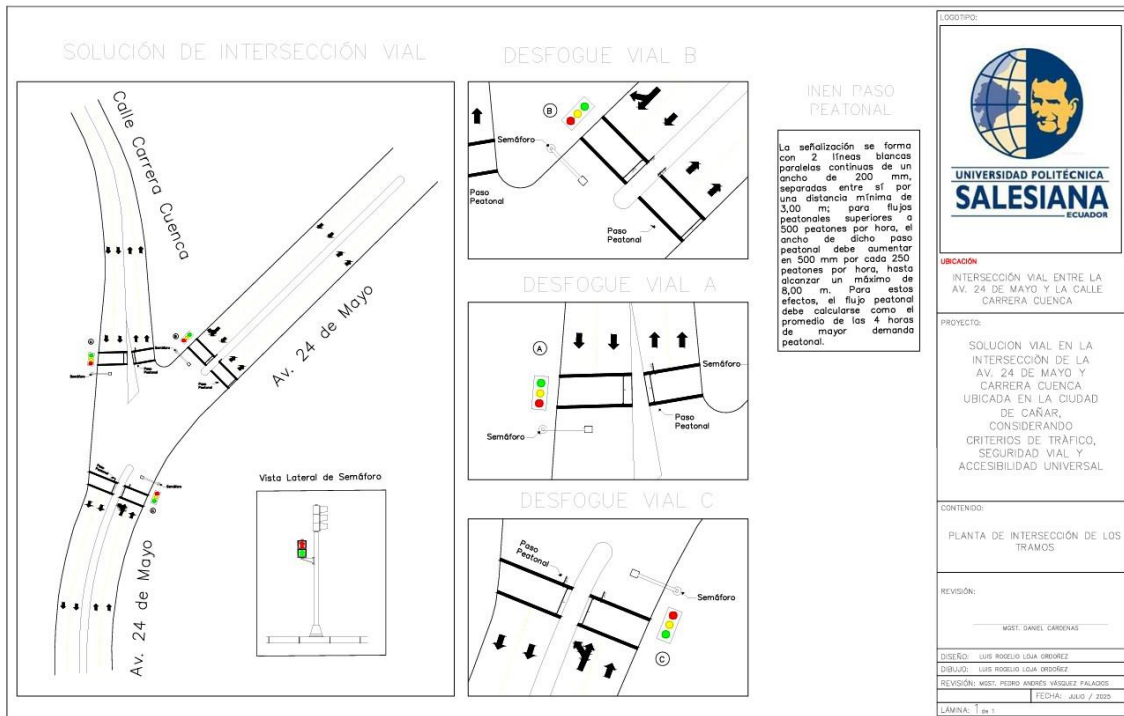 SOLUCIÓN DE INTERSECCIÓN VIAL
Calle Carrera Cuenca
Av. 24 de Mayo
Av. 24 de Mayo
A
Semáforo
Paso
Peatonal
Semáforo
B
Paso
Peatonal
Paso
Peatonal
Semáforo
C
Vista Lateral de Semáforo
DESFOGUE VIAL B
B
Semáforo
Paso
Peatonal
Paso
Peatonal
DESFOGUE VIAL A
A
Semáforo
Semáforo
Paso
Peatonal
DESFOGUE VIAL C
Paso
Peatonal
Semáforo
C
INEN PASO
PEATONAL
La señalización se forma
con 2 líneas blancas
paralelas continuas de un
ancho de 200 mm,
separadas entre sí por
una distancia mínima de
3,00 m; para flujos
peatonales superiores a
500 peatones por hora, el
ancho de dicho paso
peatonal debe aumentar
en 500 mm por cada 250
peatones por hora, hasta
alcanzar un máximo de
8,00 m. Para estos
efectos, el flujo peatonal
debe calcularse como el
promedio de las 4 horas
de mayor demanda
peatonal.
LOGOTIPO:
UNIVERSIDAD POLITÉCNICA
SALESIANA
ECUADOR
UBICACIÓN
INTERSECCIÓN VIAL ENTRE LA
AV. 24 DE MAYO Y LA CALLE
CARRERA CUENCA
PROYECTO:
SOLUCION VIAL EN LA
INTERSECCIÓN DE LA
AV. 24 DE MAYO Y
CARRERA CUENCA
UBICADA EN LA CIUDAD
DE CAÑAR,
CONSIDERANDO
CRITERIOS DE TRÁFICO,
SEGURIDAD VIAL Y
ACCESIBILIDAD UNIVERSAL
CONTENIDO:
PLANTA DE INTERSECCIÓN DE LOS
TRAMOS
REVISIÓN:
MGST. DANIEL CÁRDENAS
DISEÑO: LUIS ROGELIO LOJA ORDOÑEZ
DIBUJO: LUIS ROGELIO LOJA ORDOÑEZ
REVISIÓN: MGST. PEDRO ANDRÉS VÁSQUEZ PALACIOS
FECHA: JULIO / 2025
LÁMINA: 1 de 1